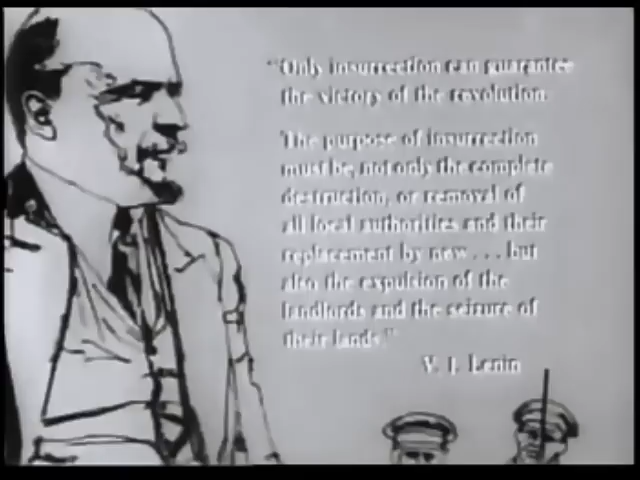 "Only insurrection can guarantee
the victory of the revolution.
The purpose of insurrection
must be, not only the complete
destruction, or removal of
all local authorities and their
replacement by new . . . but
also the expulsion of the
landlords and the seizure of
their lands."
V. I. Lenin